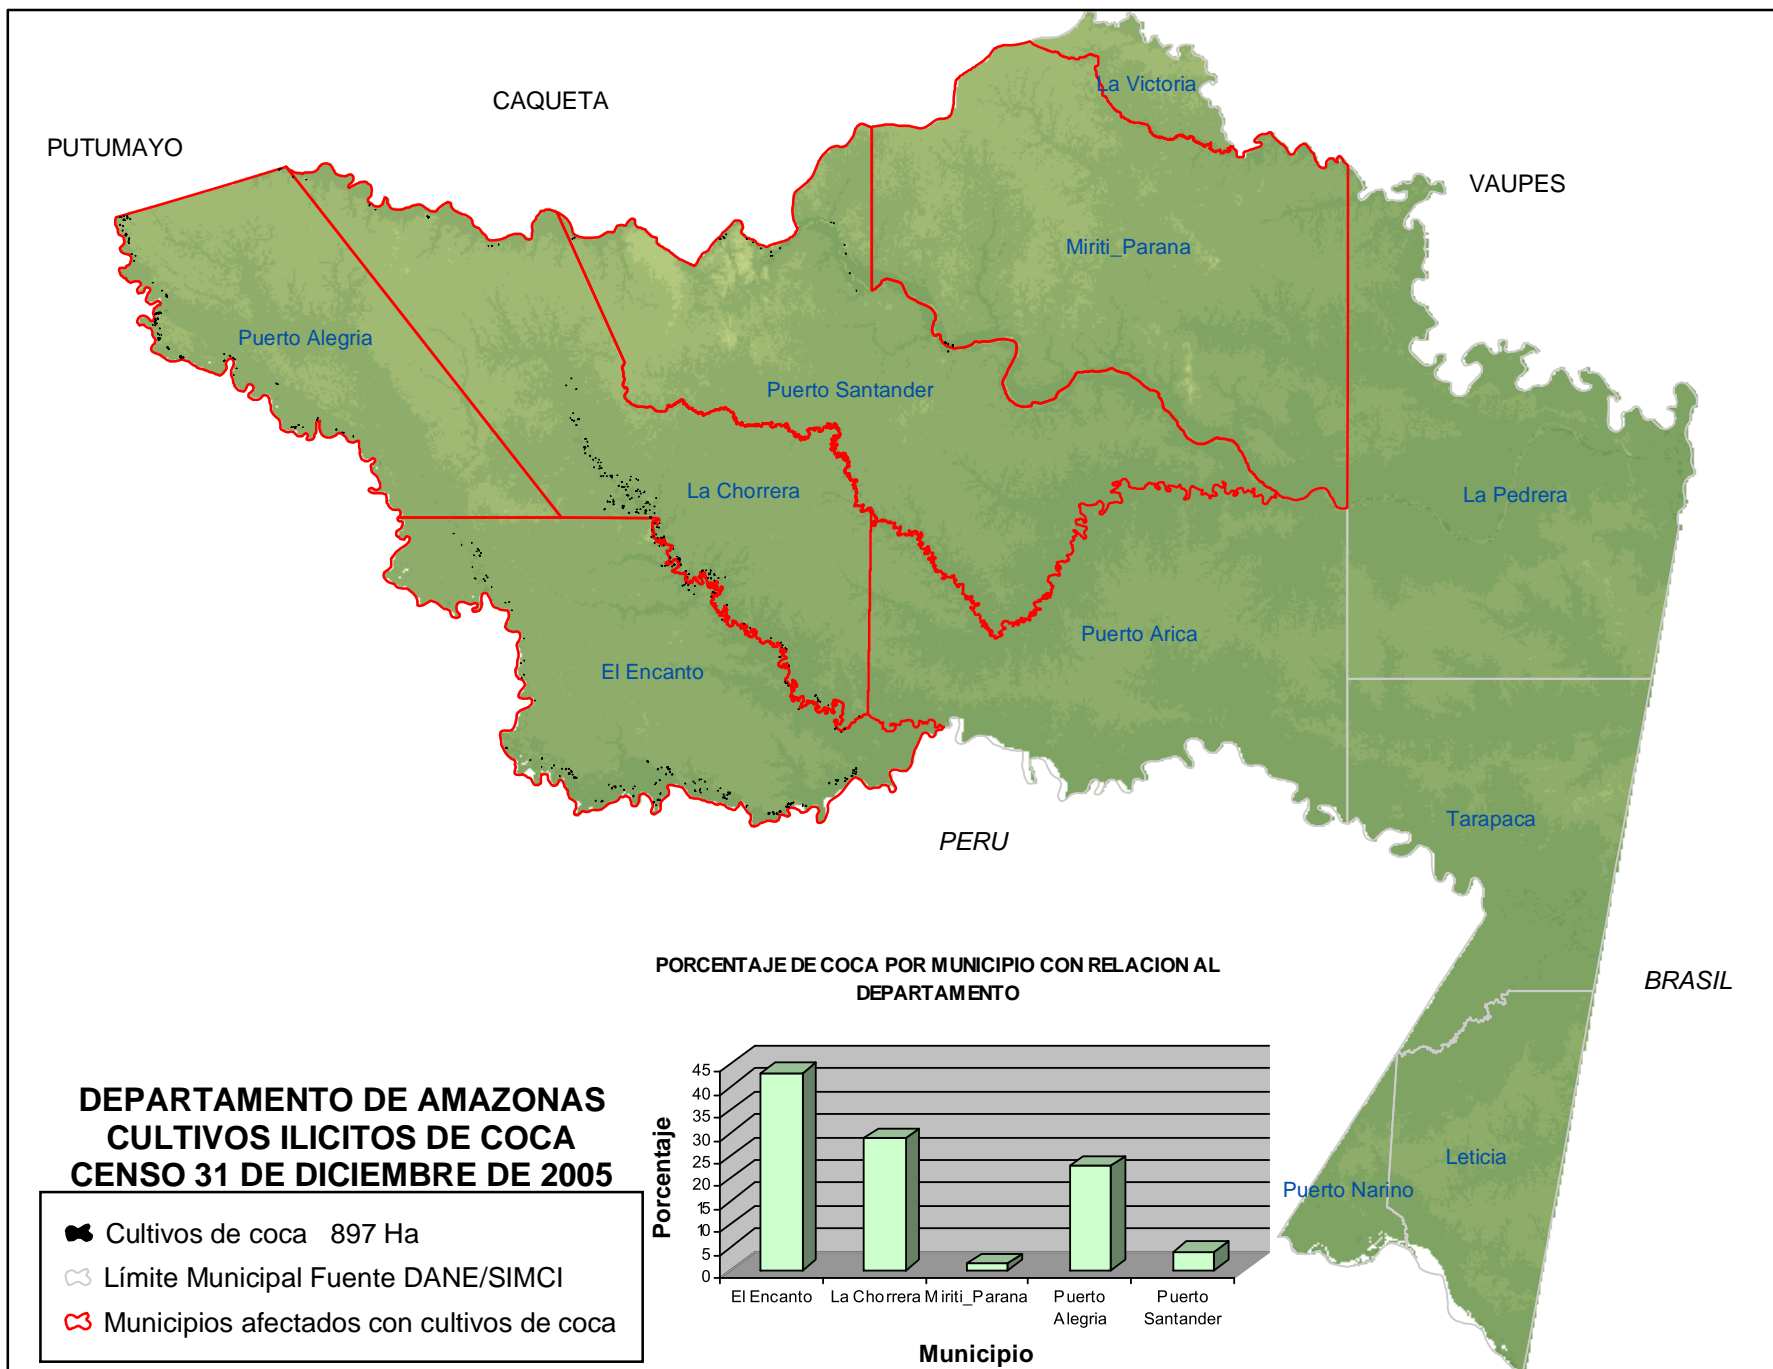 CAQUETA
PUTUMAYO
VAUPES
La Victoria
Miriti_Parana
Puerto Alegria
Puerto Santander
La Chorrera
La Pedrera
Puerto Arica
El Encanto
Tarapaca
PERU
BRASIL
Leticia
Puerto Narino
PORCENTAJE DE COCA POR MUNICIPIO CON RELACION AL
DEPARTAMENTO
45
40
35
30
25
20
15
10
5
0
Porcentaje
El Encanto
La Chorrera
Miriti_Parana
Puerto
Alegria
Puerto
Santander
Municipio
DEPARTAMENTO DE AMAZONAS
CULTIVOS ILICITOS DE COCA
CENSO 31 DE DICIEMBRE DE 2005
Cultivos de coca 897 Ha
Límite Municipal Fuente DANE/SIMCI
Municipios afectados con cultivos de coca